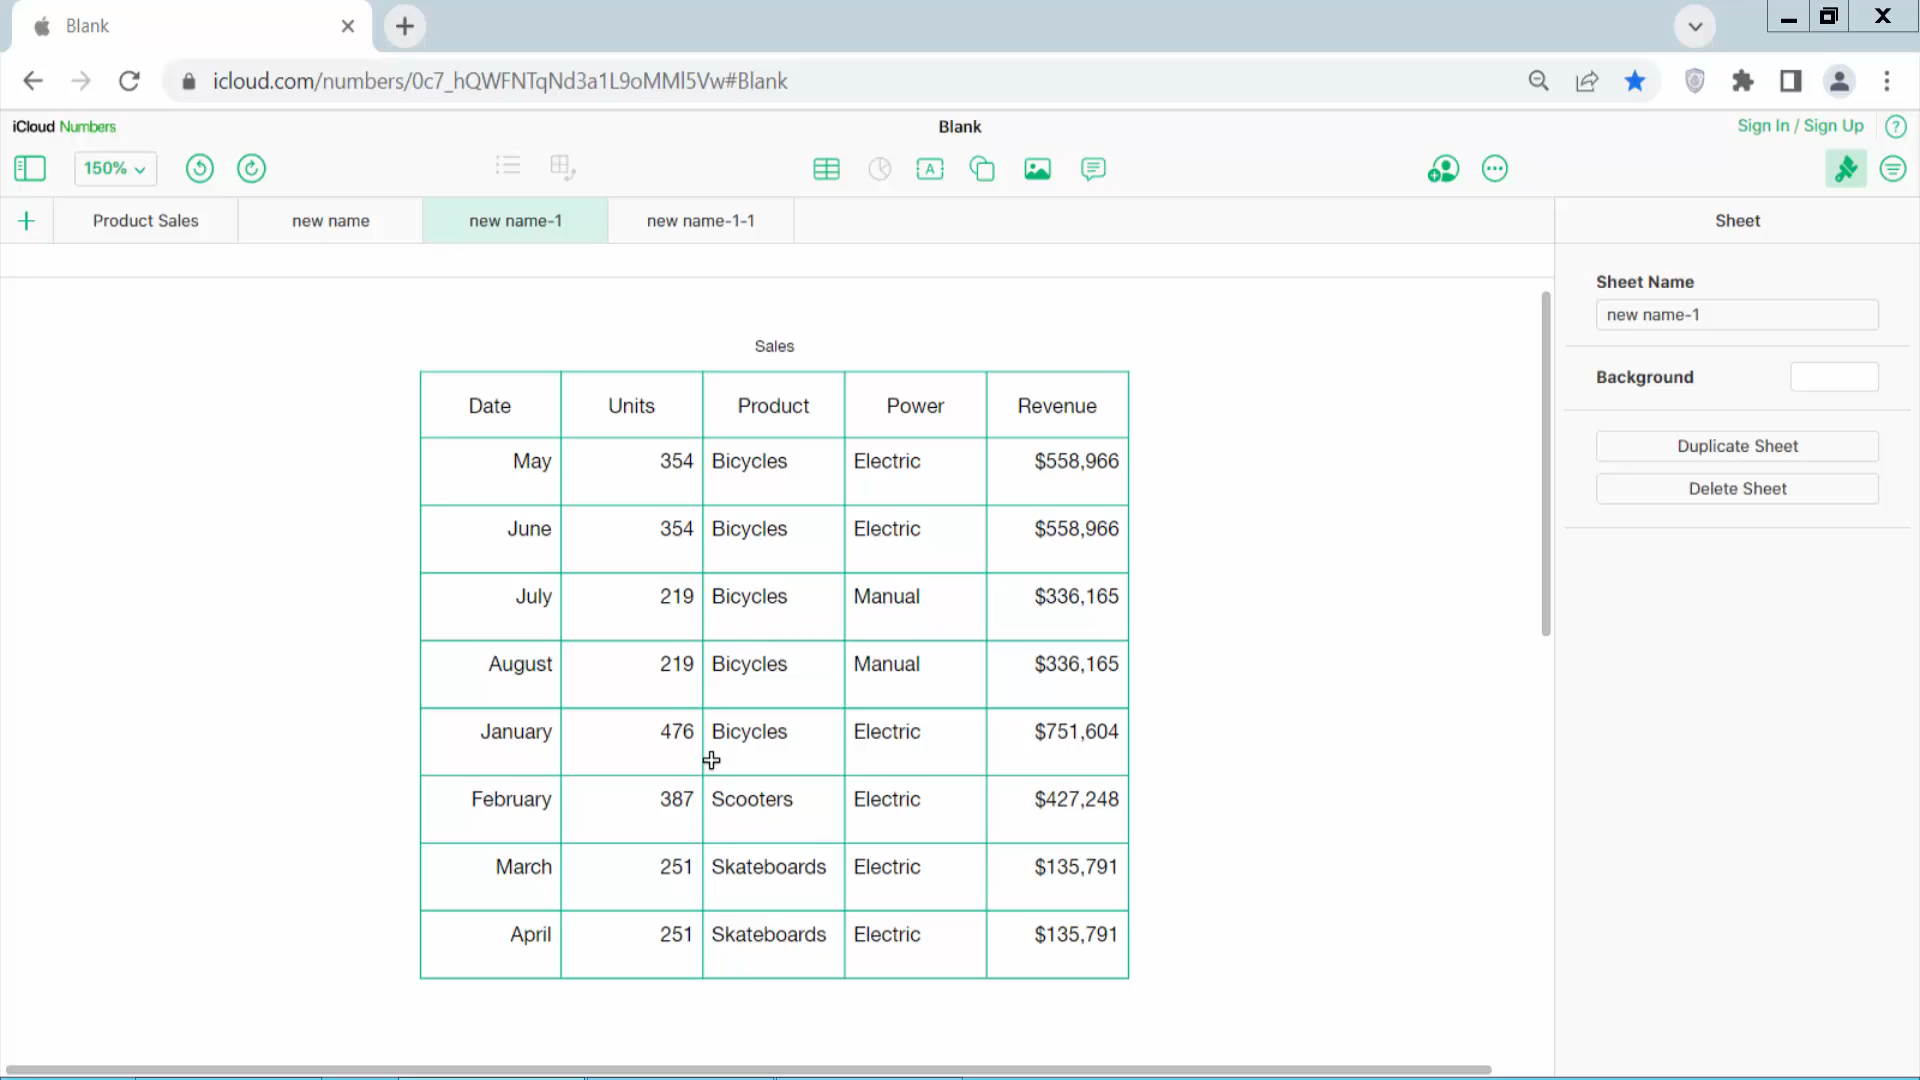 Blank
icloud.com/numbers/0c7_hQWFNTqNd3a1L9oMMl5Vw#Blank
iCloud Numbers
Blank
Sign In / Sign Up
?
150%
A
Product Sales
new name
new name-1
new name-1-1
Sheet
Sheet Name
new name-1
Background
Duplicate Sheet
Delete Sheet
Sales
Date Units Product Power Revenue
May 354 Bicycles Electric $558,966
June 354 Bicycles Electric $558,966
July 219 Bicycles Manual $336,165
August 219 Bicycles Manual $336,165
January 476 Bicycles Electric $751,604
February 387 Scooters Electric $427,248
March 251 Skateboards Electric $135,791
April 251 Skateboards Electric $135,791